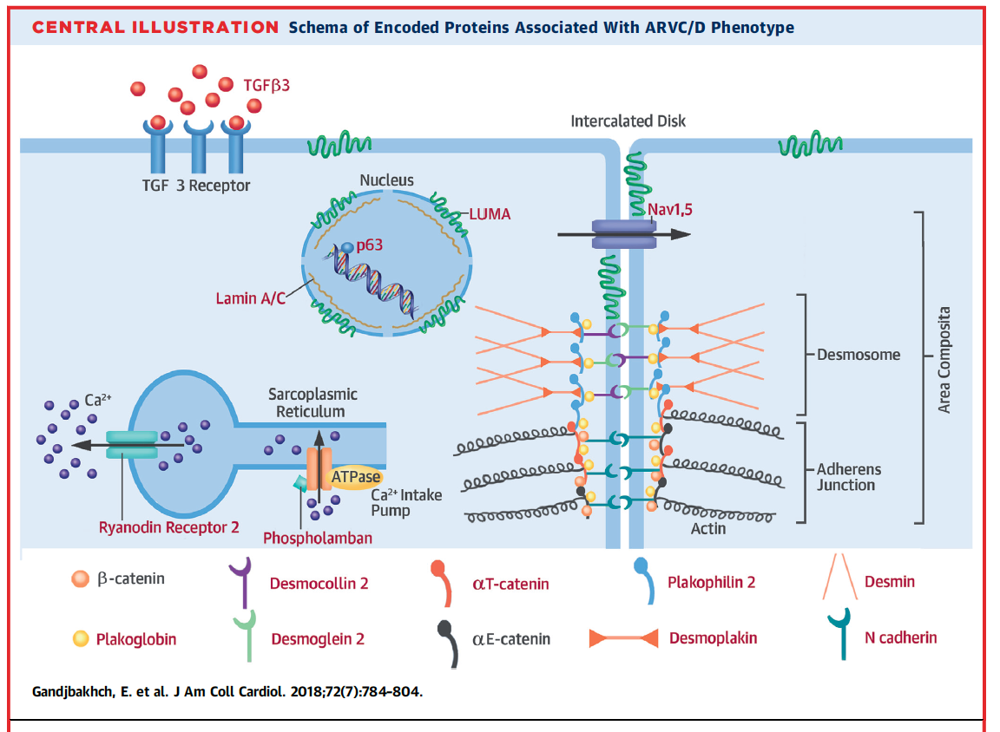 CENTRAL ILLUSTRATION Schema of Encoded Proteins Associated With ARVC/D Phenotype
TGFβ3
TGF 3 Receptor
Intercalated Disk
Nucleus
LUMA
Nav1,5
p63
Lamin A/C
Desmosome
Area Composita
Ca²⁺
Sarcoplasmic
Reticulum
ATPase
Ca²⁺ Intake
Pump
Ryanodin Receptor 2
Phospholamban
Adherens
Junction
Actin
β-catenin
Desmocollin 2
αT-catenin
Plakophilin 2
Desmin
Plakoglobin
Desmoglein 2
αE-catenin
Desmoplakin
N cadherin
Gandjbakhch, E. et al. J Am Coll Cardiol. 2018;72(7):784–804.